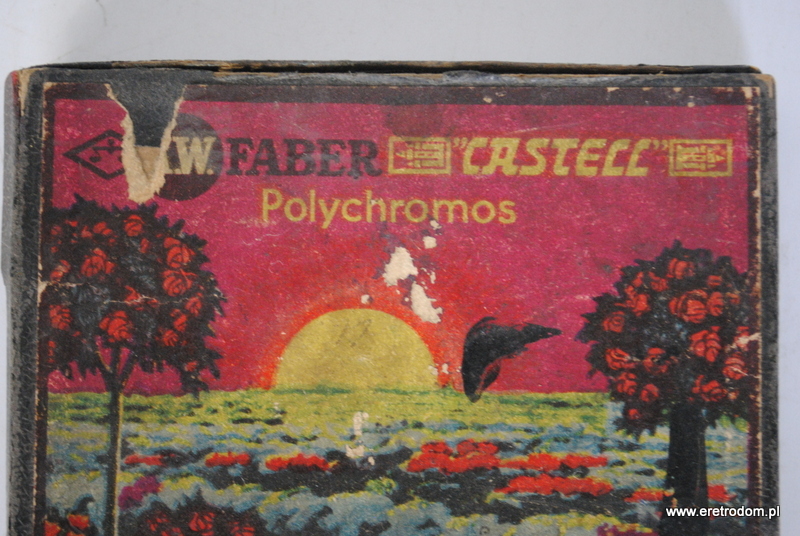 W. FABER "CASTELL"
Polychromos
www.eretrodom.pl